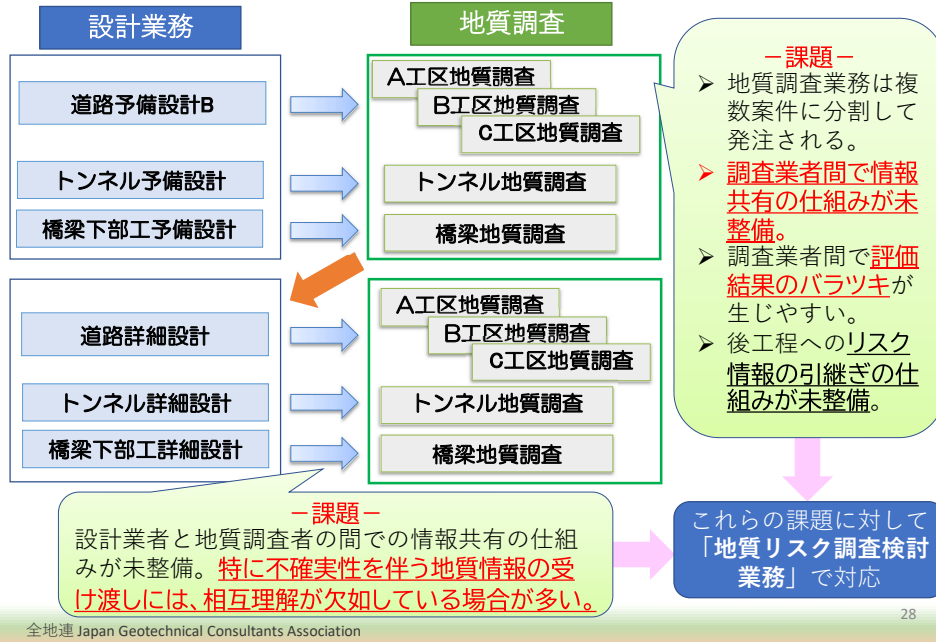 設計業務
地質調査
道路予備設計B
トンネル予備設計
橋梁下部工予備設計
A工区地質調査
B工区地質調査
C工区地質調査
トンネル地質調査
橋梁地質調査
道路詳細設計
トンネル詳細設計
橋梁下部工詳細設計
A工区地質調査
B工区地質調査
C工区地質調査
トンネル地質調査
橋梁地質調査
－課題－
➢ 地質調査業務は複
数案件に分割して
発注される。
➢ 調査業者間で情報
共有の仕組みが未
整備。
➢ 調査業者間で評価
結果のバラツキが
生じやすい。
➢ 後工程へのリスク
情報の引継ぎの仕
組みが未整備。
－課題－
設計業者と地質調査者の間での情報共有の仕組
みが未整備。特に不確実性を伴う地質情報の受
け渡しには、相互理解が欠如している場合が多い。
これらの課題に対して
「地質リスク調査検討
業務」で対応
28
全地連 Japan Geotechnical Consultants Association